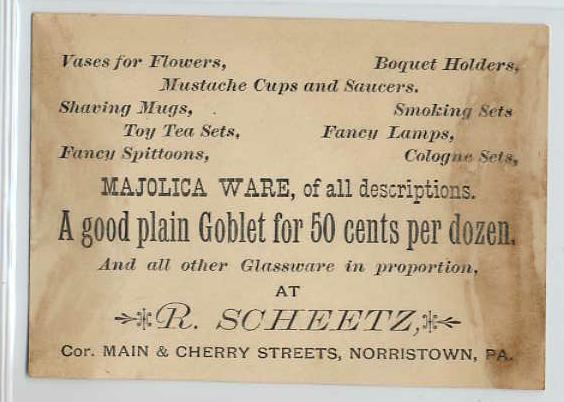 Vases for Flowers, Boquet Holders,
Mustache Cups and Saucers.
Shaving Mugs, Smoking Sets
Toy Tea Sets, Fancy Lamps,
Fancy Spittoons, Cologne Sets,
MAJOLICA WARE, of all descriptions.
A good plain Goblet for 50 cents per dozen.
And all other Glassware in proportion,
AT
R. SCHEETZ,
Cor. MAIN & CHERRY STREETS, NORRISTOWN, PA.